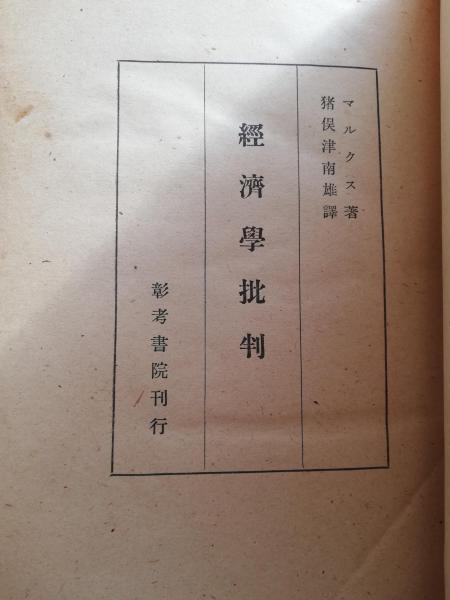 マルクス著
猪俣津南雄譯
經濟學批判
彰考書院刊行